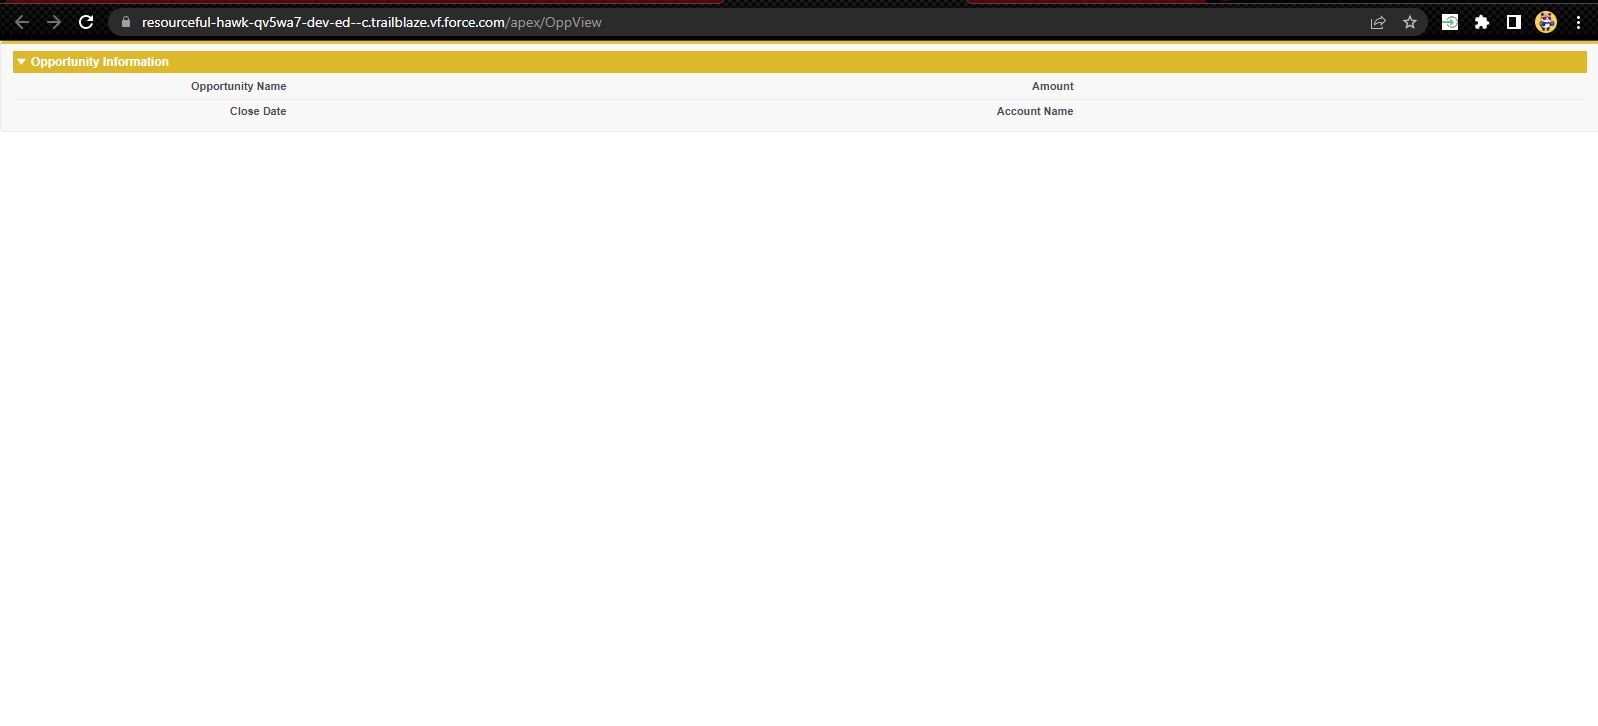 resourceful-hawk-qv5wa7-dev-ed--c.trailblaze.vf.force.com/apex/OppView
Opportunity Information
Opportunity Name Amount
Close Date Account Name